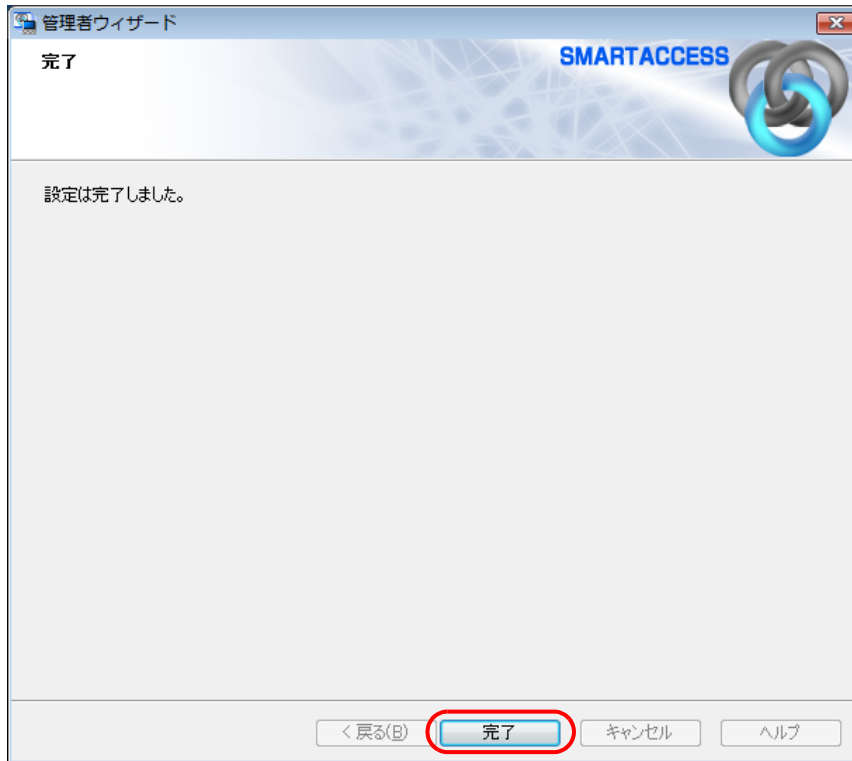 管理者ウィザード
完了
SMARTACCESS
設定は完了しました。
< 戻る(B)
完了
キャンセル
ヘルプ